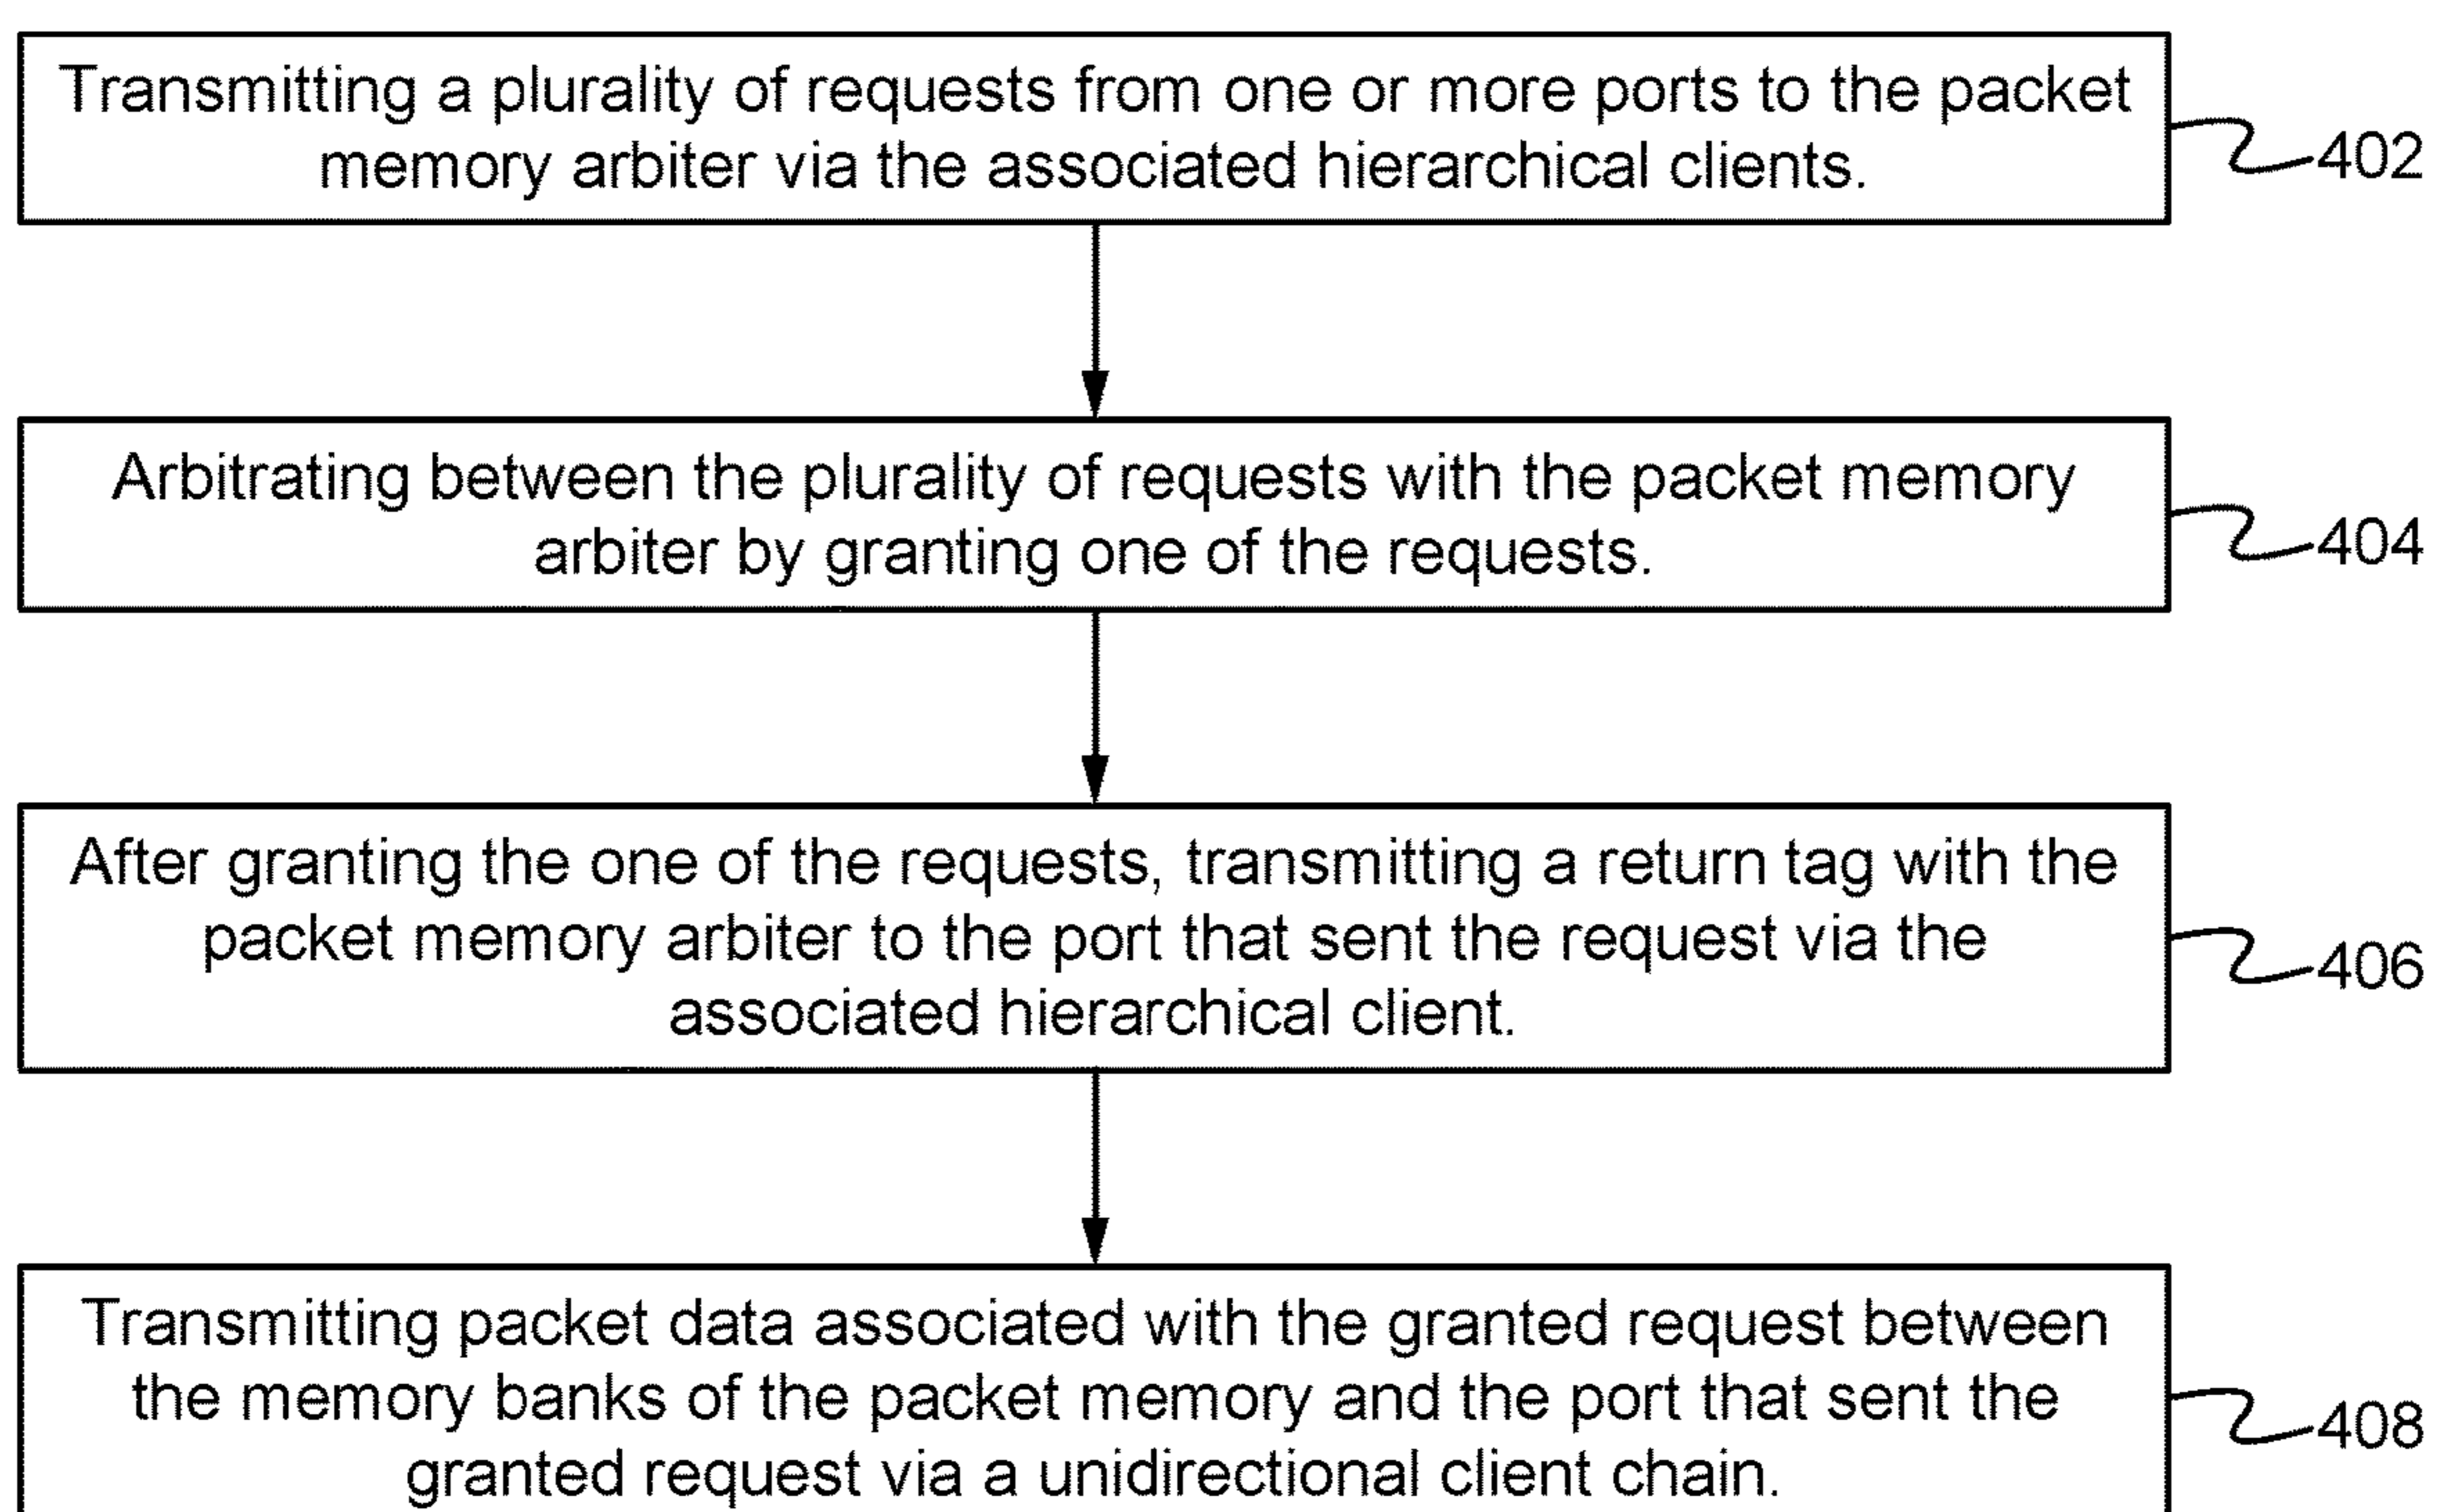 Transmitting a plurality of requests from one or more ports to the packet
memory arbiter via the associated hierarchical clients.
402
Arbitrating between the plurality of requests with the packet memory
arbiter by granting one of the requests.
404
After granting the one of the requests, transmitting a return tag with the
packet memory arbiter to the port that sent the request via the
associated hierarchical client.
406
Transmitting packet data associated with the granted request between
the memory banks of the packet memory and the port that sent the
granted request via a unidirectional client chain.
408